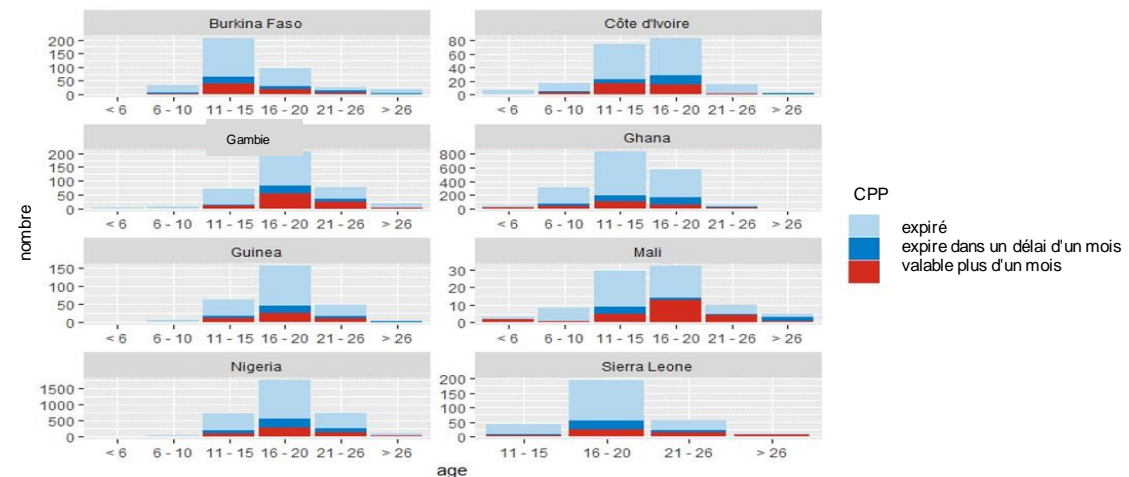 Burkina Faso
200
150
100
50
0
< 6 6 - 10 11 - 15 16 - 20 21 - 26 > 26
Côte d'Ivoire
80
60
40
20
0
< 6 6 - 10 11 - 15 16 - 20 21 - 26 > 26
Gambie
200
150
100
50
0
< 6 6 - 10 11 - 15 16 - 20 21 - 26 > 26
Ghana
800
600
400
200
0
< 6 6 - 10 11 - 15 16 - 20 21 - 26 > 26
Guinea
150
100
50
0
< 6 6 - 10 11 - 15 16 - 20 21 - 26 > 26
Mali
30
20
10
0
< 6 6 - 10 11 - 15 16 - 20 21 - 26 > 26
Nigeria
1500
1000
500
0
< 6 6 - 10 11 - 15 16 - 20 21 - 26 > 26
Sierra Leone
200
150
100
50
0
11 - 15 16 - 20 21 - 26 > 26
nombre
age
CPP
expiré
expire dans un délai d'un mois
valable plus d'un mois